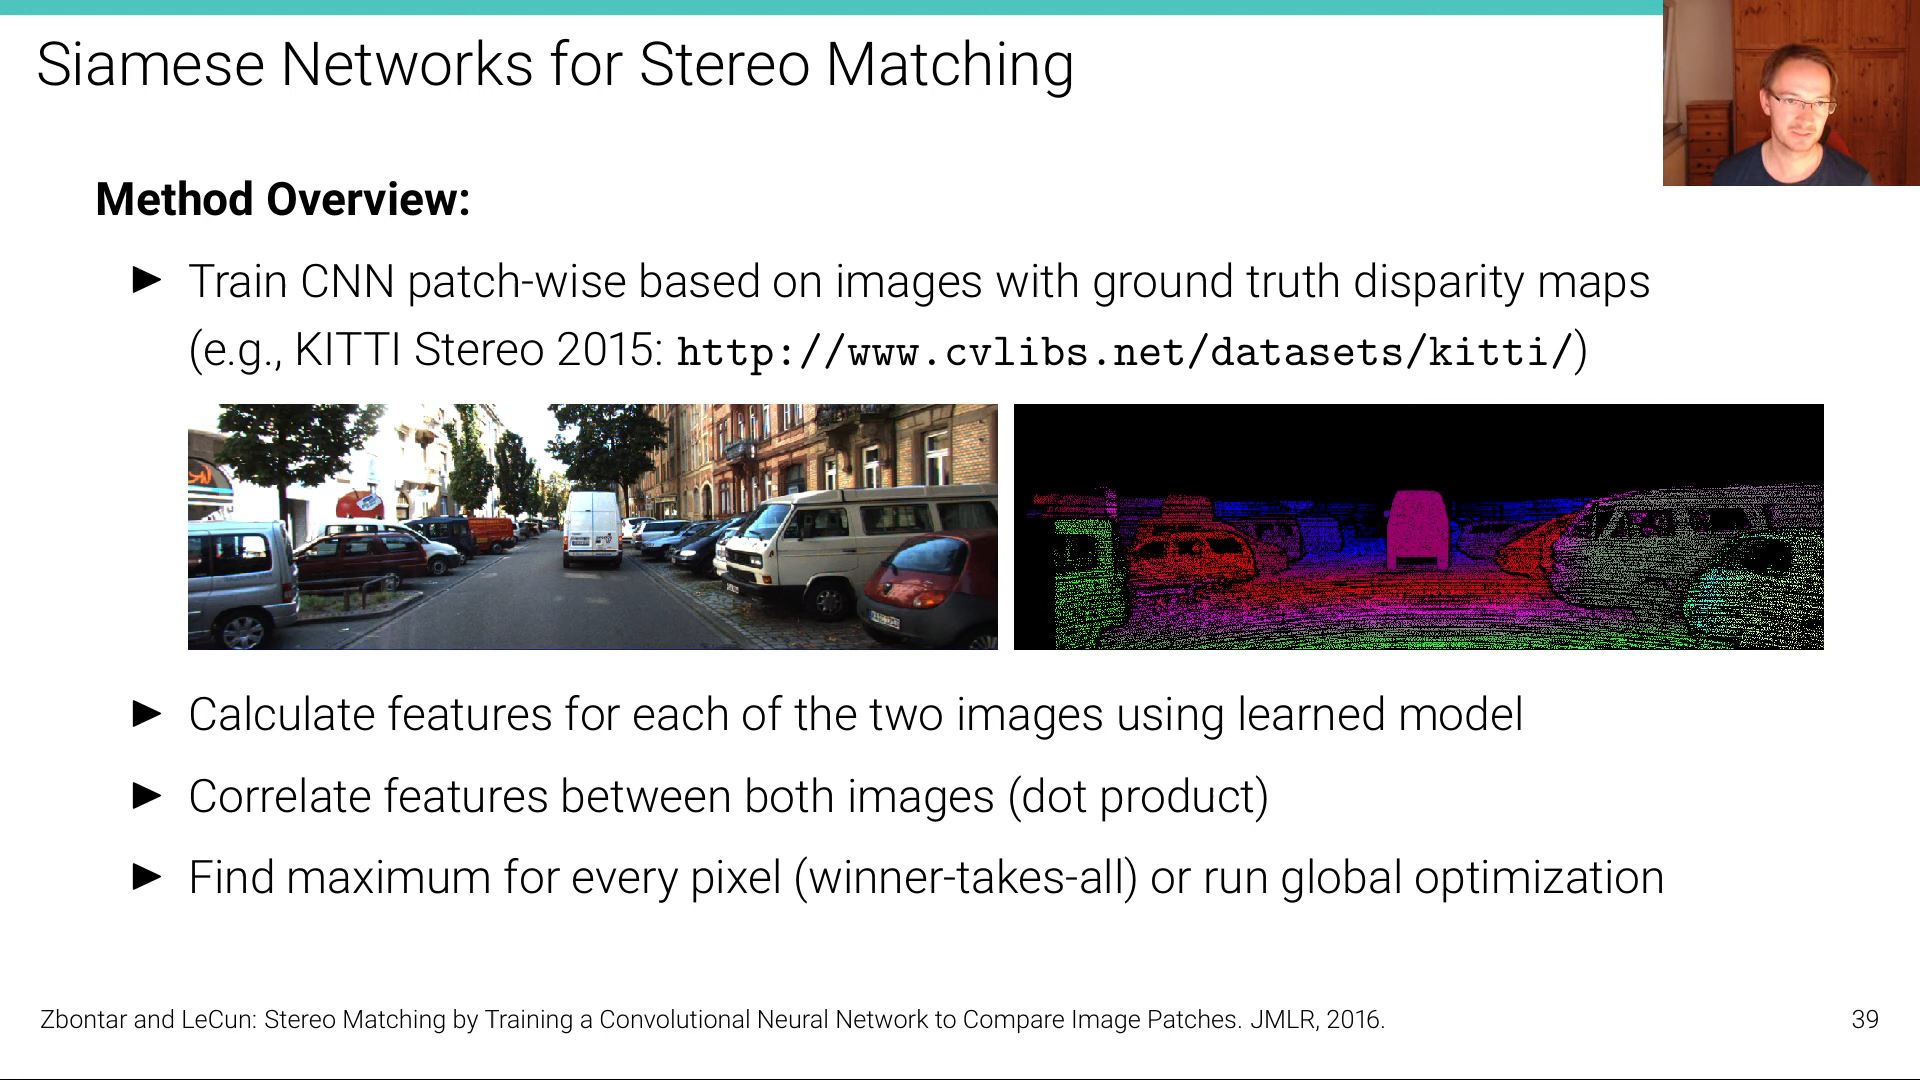 Siamese Networks for Stereo Matching
Method Overview:
► Train CNN patch-wise based on images with ground truth disparity maps
(e.g., KITTI Stereo 2015: http://www.cvlibs.net/datasets/kitti/)
► Calculate features for each of the two images using learned model
► Correlate features between both images (dot product)
► Find maximum for every pixel (winner-takes-all) or run global optimization
Zbontar and LeCun: Stereo Matching by Training a Convolutional Neural Network to Compare Image Patches. JMLR, 2016.
39